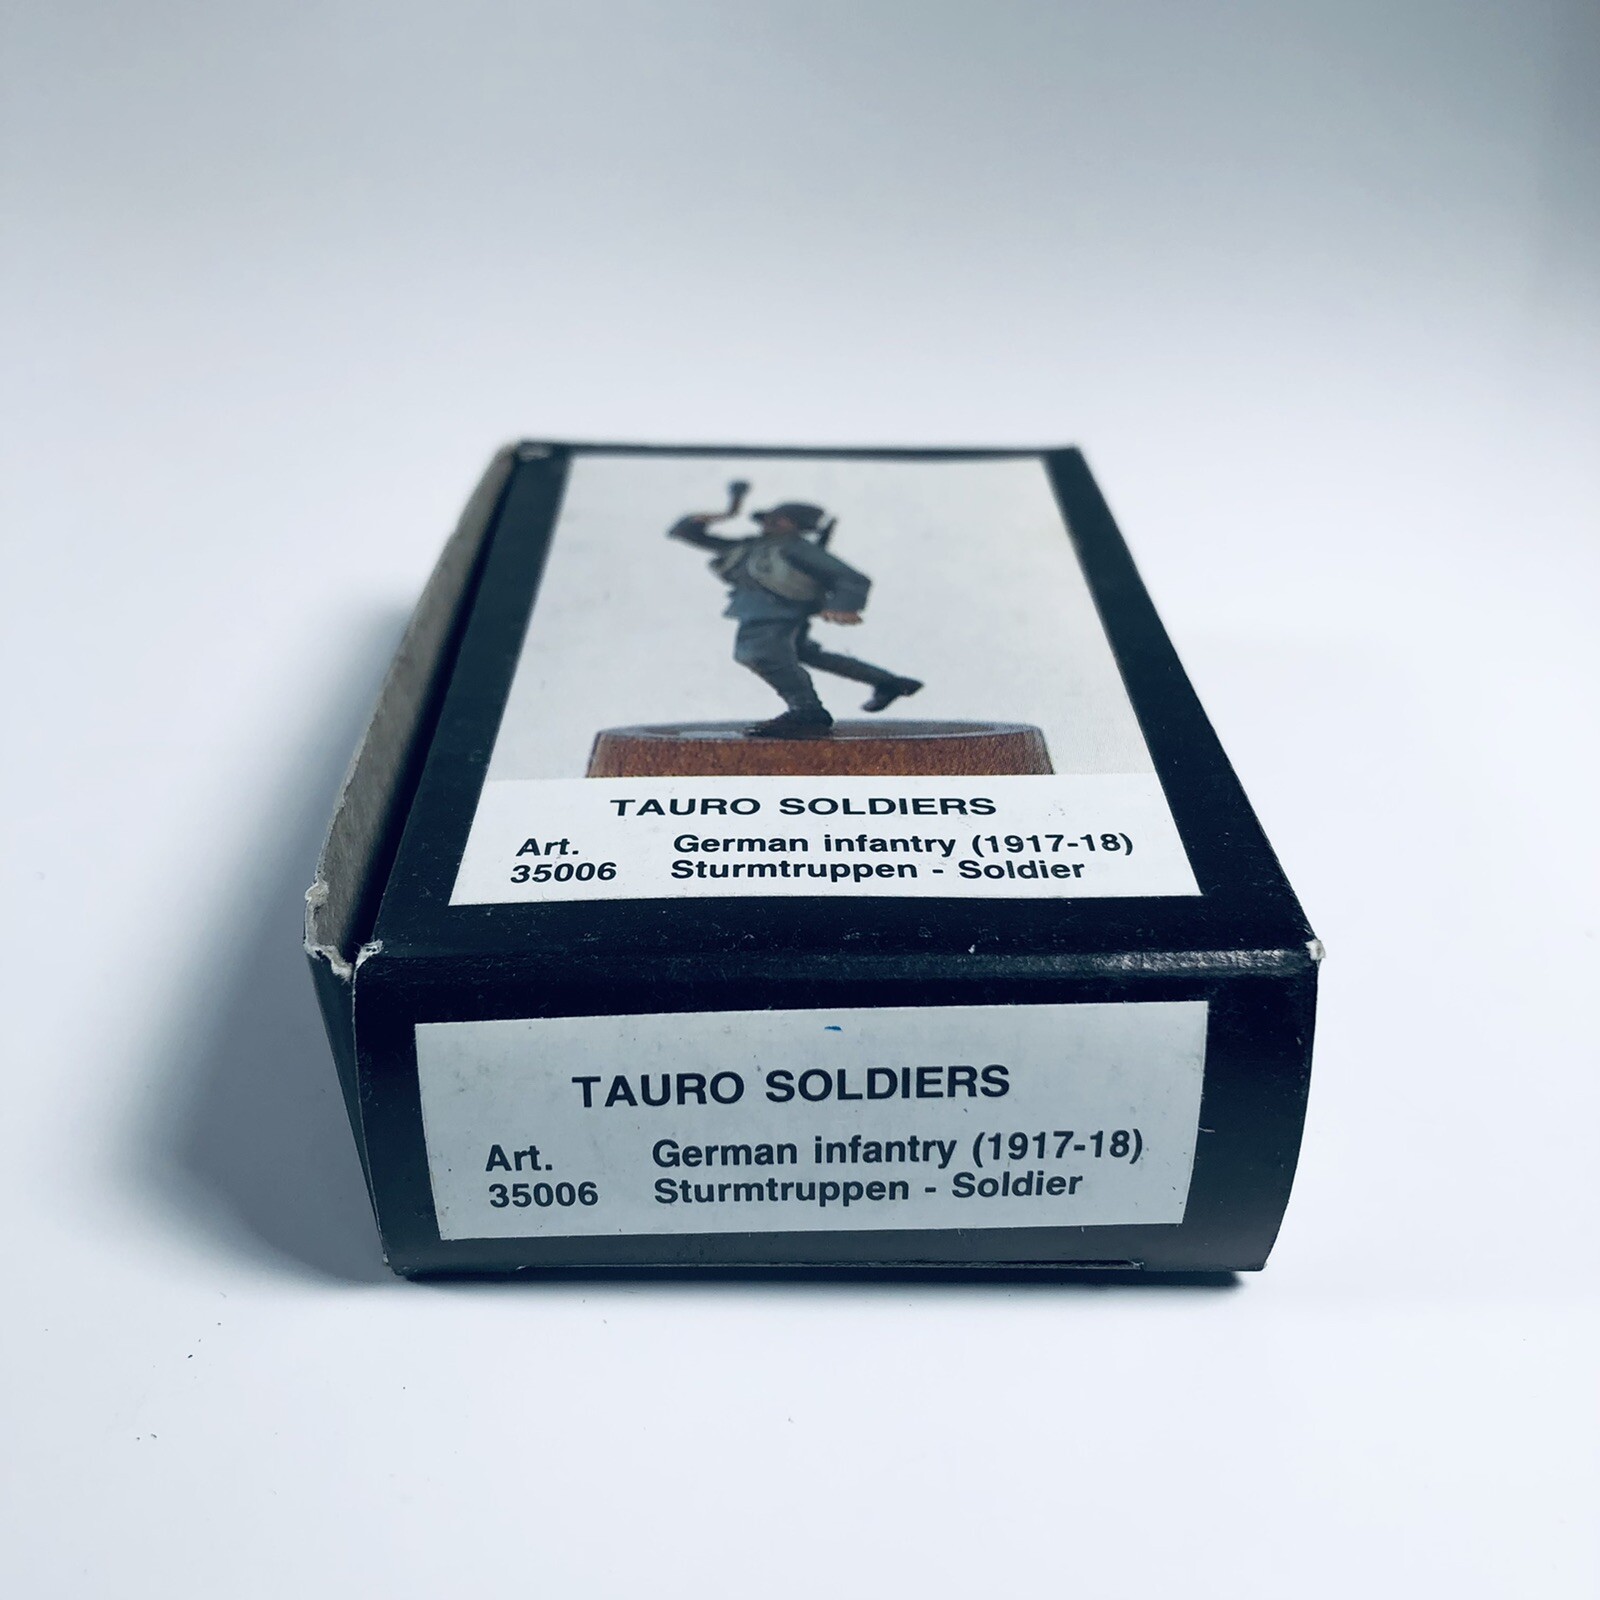 TAURO SOLDIERS
Art. German infantry (1917-18)
35006 Sturmtruppen - Soldier
TAURO SOLDIERS
Art. German infantry (1917-18)
35006 Sturmtruppen - Soldier